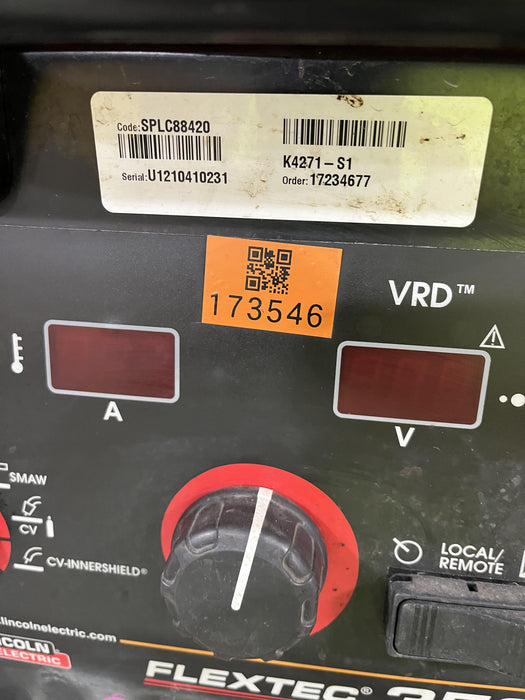 Code:SPLC88420
K4271-S1
Serial:U1210410231
Order:17234677
173546
VRD™
A
V
SMAW
CV
CV-INNERSHIELD®
LOCAL/
REMOTE
lincolnelectric.com
ELECTRIC
FLEXTEC®